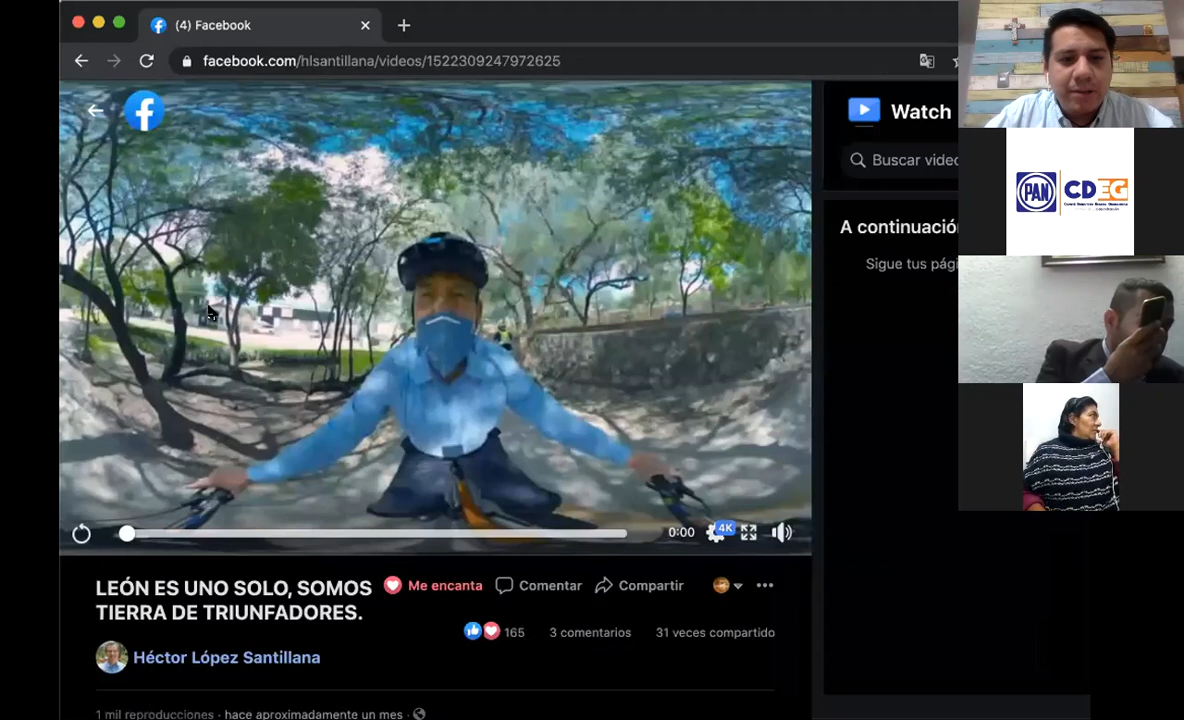 (4) Facebook
facebook.com/hlsantillana/videos/1522309247972625
Watch
Buscar videc
A continuació
Sigue tus pág
PAN
CDEG
0:00
4K
LEÓN ES UNO SOLO, SOMOS
TIERRA DE TRIUNFADORES.
Me encanta
Comentar
Compartir
165
3 comentarios
31 veces compartido
Héctor López Santillana
1 mil reproducciones · hace aproximadamente un mes ·